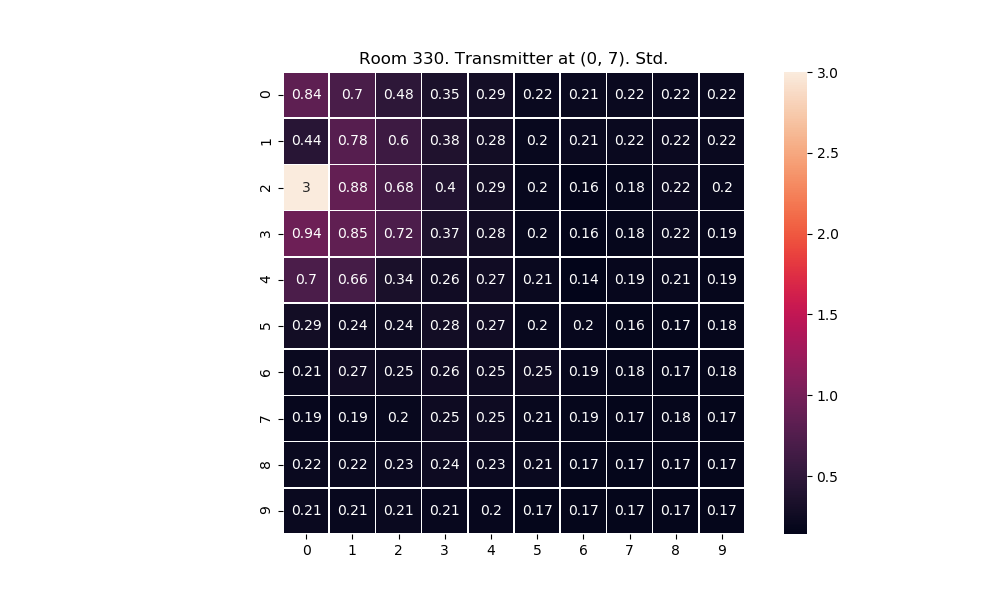 Room 330. Transmitter at (0, 7). Std.
0 0.84 0.7 0.48 0.35 0.29 0.22 0.21 0.22 0.22 0.22
1 0.44 0.78 0.6 0.38 0.28 0.2 0.21 0.22 0.22 0.22
2 3 0.88 0.68 0.4 0.29 0.2 0.16 0.18 0.22 0.2
3 0.94 0.85 0.72 0.37 0.28 0.2 0.16 0.18 0.22 0.19
4 0.7 0.66 0.34 0.26 0.27 0.21 0.14 0.19 0.21 0.19
5 0.29 0.24 0.24 0.28 0.27 0.2 0.2 0.16 0.17 0.18
6 0.21 0.27 0.25 0.26 0.25 0.25 0.19 0.18 0.17 0.18
7 0.19 0.19 0.2 0.25 0.25 0.21 0.19 0.17 0.18 0.17
8 0.22 0.22 0.23 0.24 0.23 0.21 0.17 0.17 0.17 0.17
9 0.21 0.21 0.21 0.21 0.2 0.17 0.17 0.17 0.17 0.17
0 1 2 3 4 5 6 7 8 9
3.0
2.5
2.0
1.5
1.0
0.5